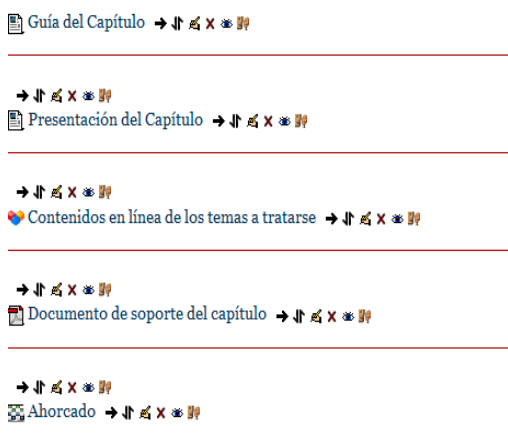 Guía del Capítulo
Presentación del Capítulo
Contenidos en línea de los temas a tratarse
Documento de soporte del capítulo
Ahorcado